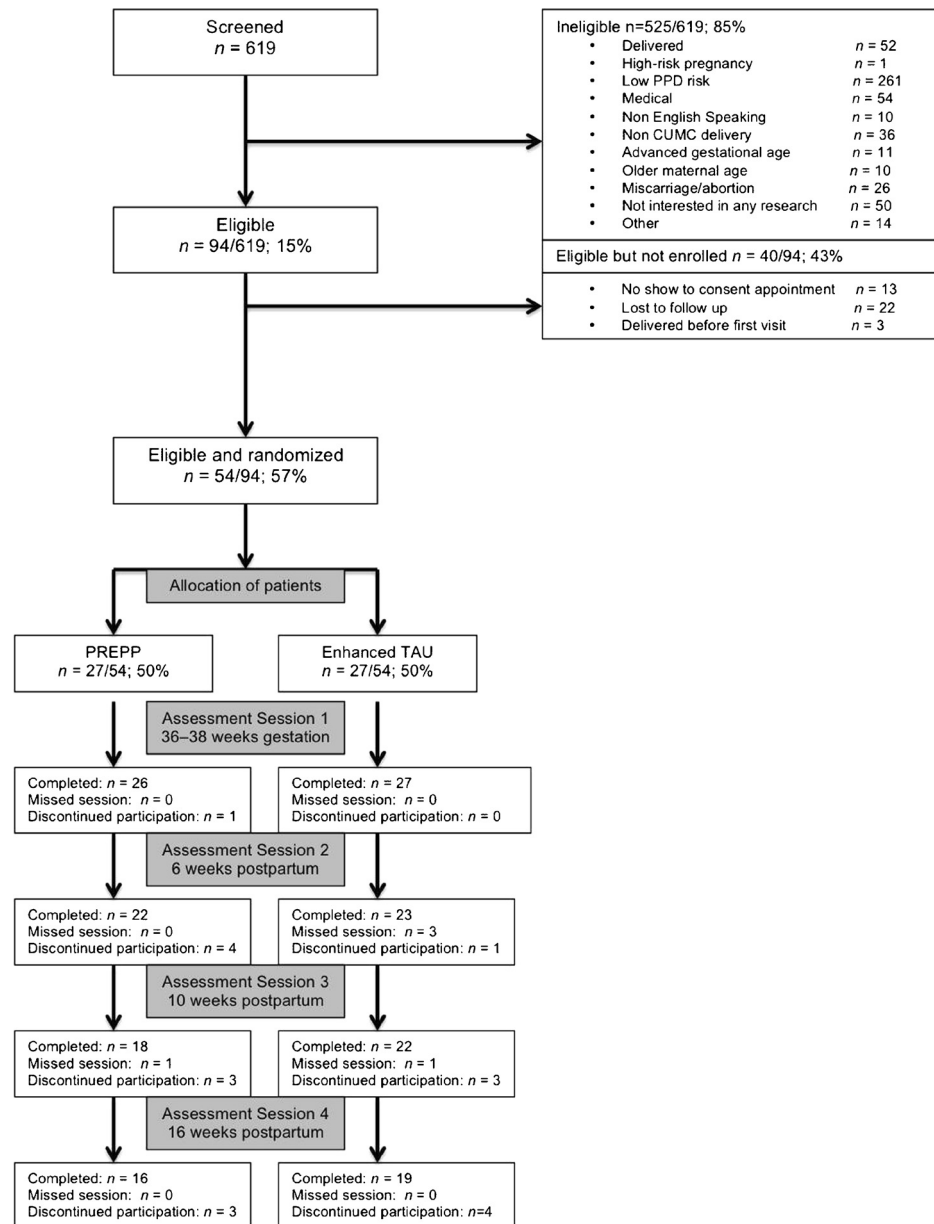 Screened
n = 619
Ineligible n=525/619; 85%
• Delivered n = 52
• High-risk pregnancy n = 1
• Low PPD risk n = 261
• Medical n = 54
• Non English Speaking n = 10
• Non CUMC delivery n = 36
• Advanced gestational age n = 11
• Older maternal age n = 10
• Miscarriage/abortion n = 26
• Not interested in any research n = 50
• Other n = 14
Eligible
n = 94/619; 15%
Eligible but not enrolled n = 40/94; 43%
• No show to consent appointment n = 13
• Lost to follow up n = 22
• Delivered before first visit n = 3
Eligible and randomized
n = 54/94; 57%
Allocation of patients
PREPP
n = 27/54; 50%
Enhanced TAU
n = 27/54; 50%
Assessment Session 1
36–38 weeks gestation
Completed: n = 26
Missed session: n = 0
Discontinued participation: n = 1
Completed: n = 27
Missed session: n = 0
Discontinued participation: n = 0
Assessment Session 2
6 weeks postpartum
Completed: n = 22
Missed session: n = 0
Discontinued participation: n = 4
Completed: n = 23
Missed session: n = 3
Discontinued participation: n = 1
Assessment Session 3
10 weeks postpartum
Completed: n = 18
Missed session: n = 1
Discontinued participation: n = 3
Completed: n = 22
Missed session: n = 1
Discontinued participation: n = 3
Assessment Session 4
16 weeks postpartum
Completed: n = 16
Missed session: n = 0
Discontinued participation: n = 3
Completed: n = 19
Missed session: n = 0
Discontinued participation: n=4